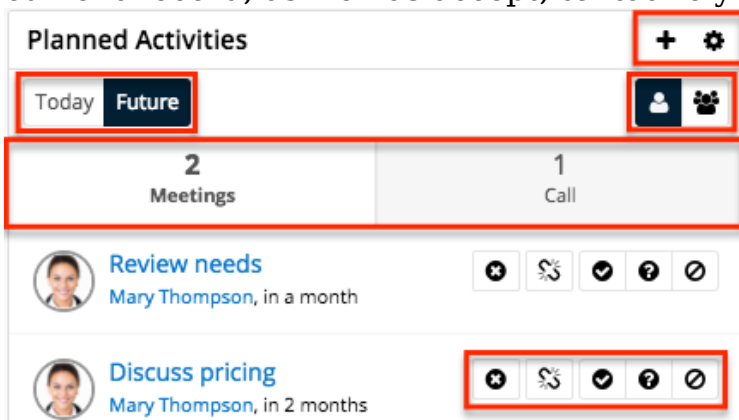 Planned Activities
Today Future
2 1
Meetings Call
Review needs
Mary Thompson, in a month
Discuss pricing
Mary Thompson, in 2 months